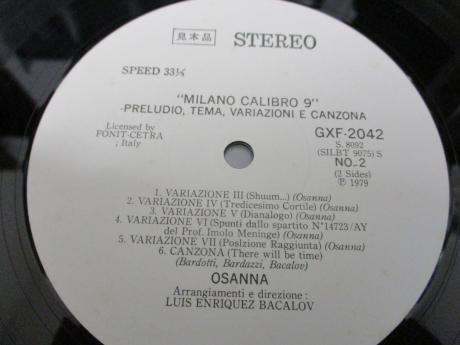 見本品 STEREO
SPEED 33⅓
"MILANO CALIBRO 9"
-PRELUDIO, TEMA, VARIAZIONI E CANZONA
Licensed by
FONIT-CETRA
; Italy
GXF-2042
S. 8092
(SILBT 9075) S
NO.-2
(2 Sides)
Ⓟ 1979
1. VARIAZIONE III (Shuum...) (Osanna)
2. VARIAZIONE IV (Tredicesimo Cortile) (Osanna)
3. VARIAZIONE V (Dianalogo) (Osanna)
4. VARIAZIONE VI (Spunti dallo spartito N°14723/AY
del Prof. Imolo Meninge) (Osanna)
5. VARIAZIONE VII (Poslzione Raggiunta) (Osanna)
6. CANZONA (There will be time)
(Bardotti, Bardazzi, Bacalov)
OSANNA
Arrangiamenti e direzione:
LUIS ENRIQUEZ BACALOV